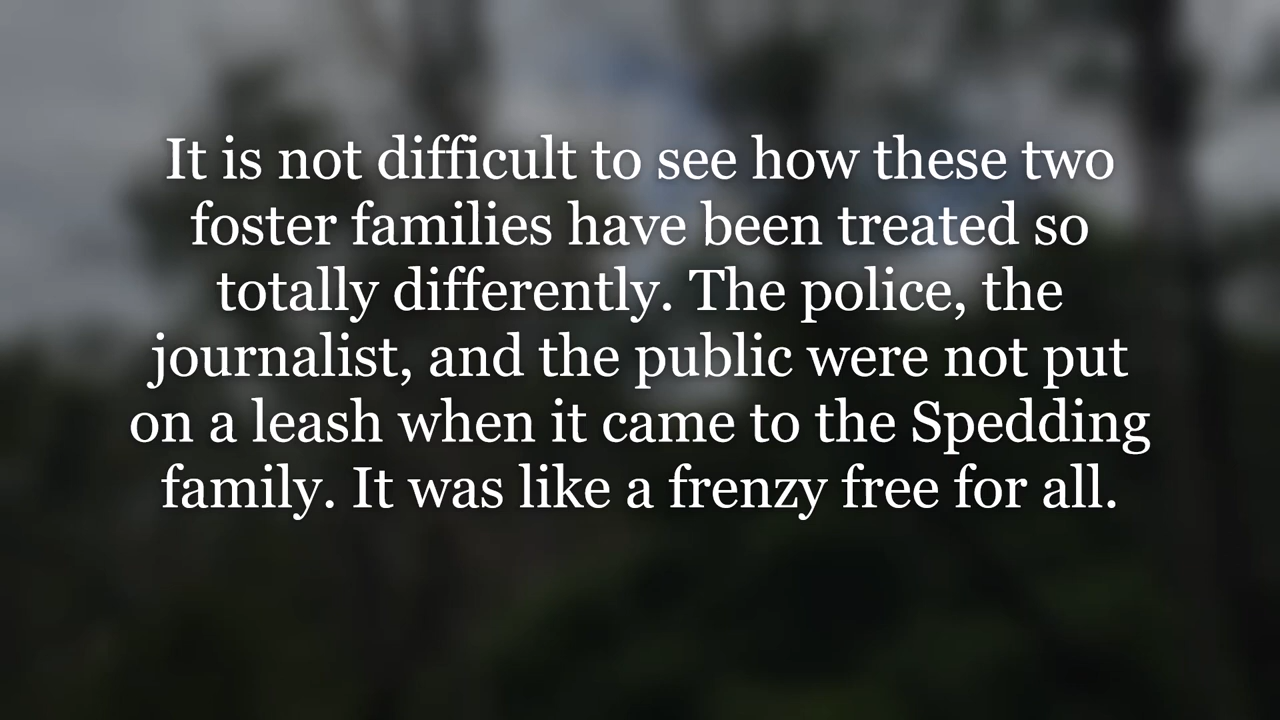 It is not difficult to see how these two
foster families have been treated so
totally differently. The police, the
journalist, and the public were not put
on a leash when it came to the Spedding
family. It was like a frenzy free for all.